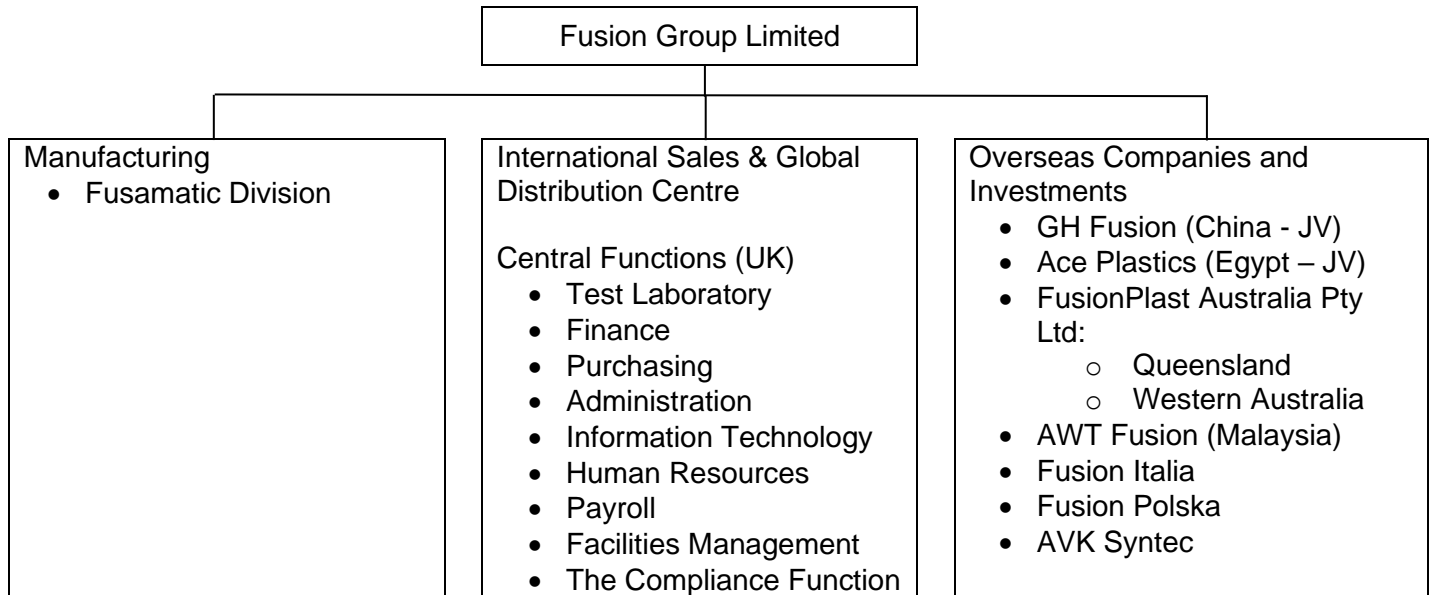 Fusion Group Limited
Manufacturing
• Fusamatic Division
International Sales & Global
Distribution Centre
Central Functions (UK)
• Test Laboratory
• Finance
• Purchasing
• Administration
• Information Technology
• Human Resources
• Payroll
• Facilities Management
• The Compliance Function
Overseas Companies and
Investments
• GH Fusion (China - JV)
• Ace Plastics (Egypt – JV)
• FusionPlast Australia Pty
Ltd:
o Queensland
o Western Australia
• AWT Fusion (Malaysia)
• Fusion Italia
• Fusion Polska
• AVK Syntec